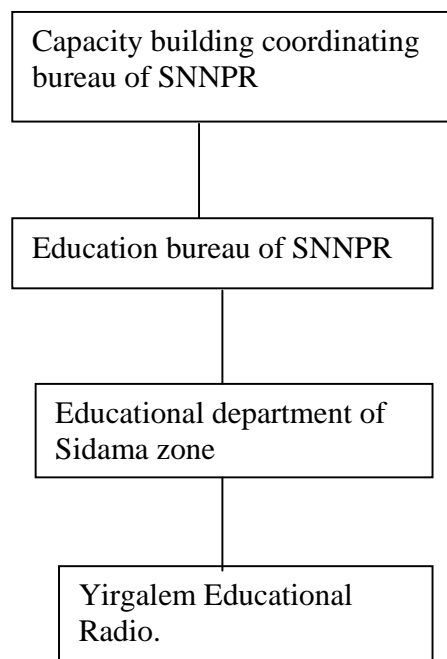 Capacity building coordinating
bureau of SNNPR
Education bureau of SNNPR
Educational department of
Sidama zone
Yirgalem Educational
Radio.